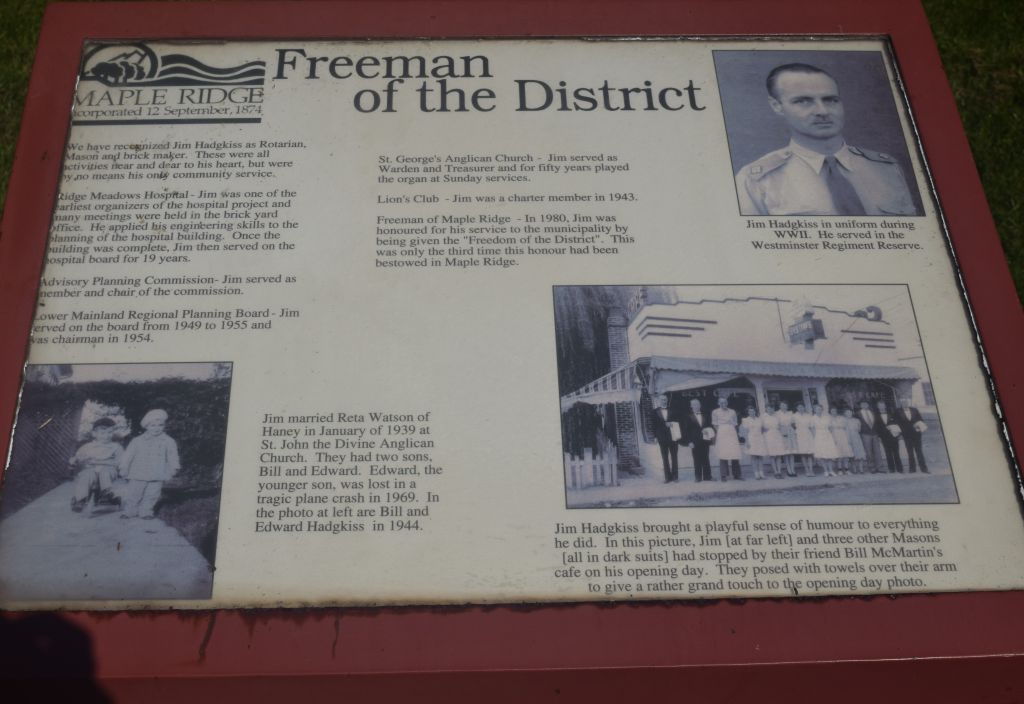 MAPLE RIDGE
corporated 12 September, 1874
Freeman
of the District
We have recognized Jim Hadgkiss as Rotarian,
Mason and brick maker. These were all
activities near and dear to his heart, but were
by no means his only community service.
Ridge Meadows Hospital - Jim was one of the
earliest organizers of the hospital project and
many meetings were held in the brick yard
office. He applied his engineering skills to the
planning of the hospital building. Once the
building was complete, Jim then served on the
hospital board for 19 years.
Advisory Planning Commission- Jim served as
member and chair of the commission.
Lower Mainland Regional Planning Board - Jim
served on the board from 1949 to 1955 and
was chairman in 1954.
St. George's Anglican Church - Jim served as
Warden and Treasurer and for fifty years played
the organ at Sunday services.
Lion's Club - Jim was a charter member in 1943.
Freeman of Maple Ridge - In 1980, Jim was
honoured for his service to the municipality by
being given the "Freedom of the District". This
was only the third time this honour had been
bestowed in Maple Ridge.
Jim Hadgkiss in uniform during
WWII. He served in the
Westminster Regiment Reserve.
Jim married Reta Watson of
Haney in January of 1939 at
St. John the Divine Anglican
Church. They had two sons,
Bill and Edward. Edward, the
younger son, was lost in a
tragic plane crash in 1969. In
the photo at left are Bill and
Edward Hadgkiss in 1944.
Jim Hadgkiss brought a playful sense of humour to everything
he did. In this picture, Jim [at far left] and three other Masons
[all in dark suits] had stopped by their friend Bill McMartin's
cafe on his opening day. They posed with towels over their arm
to give a rather grand touch to the opening day photo.